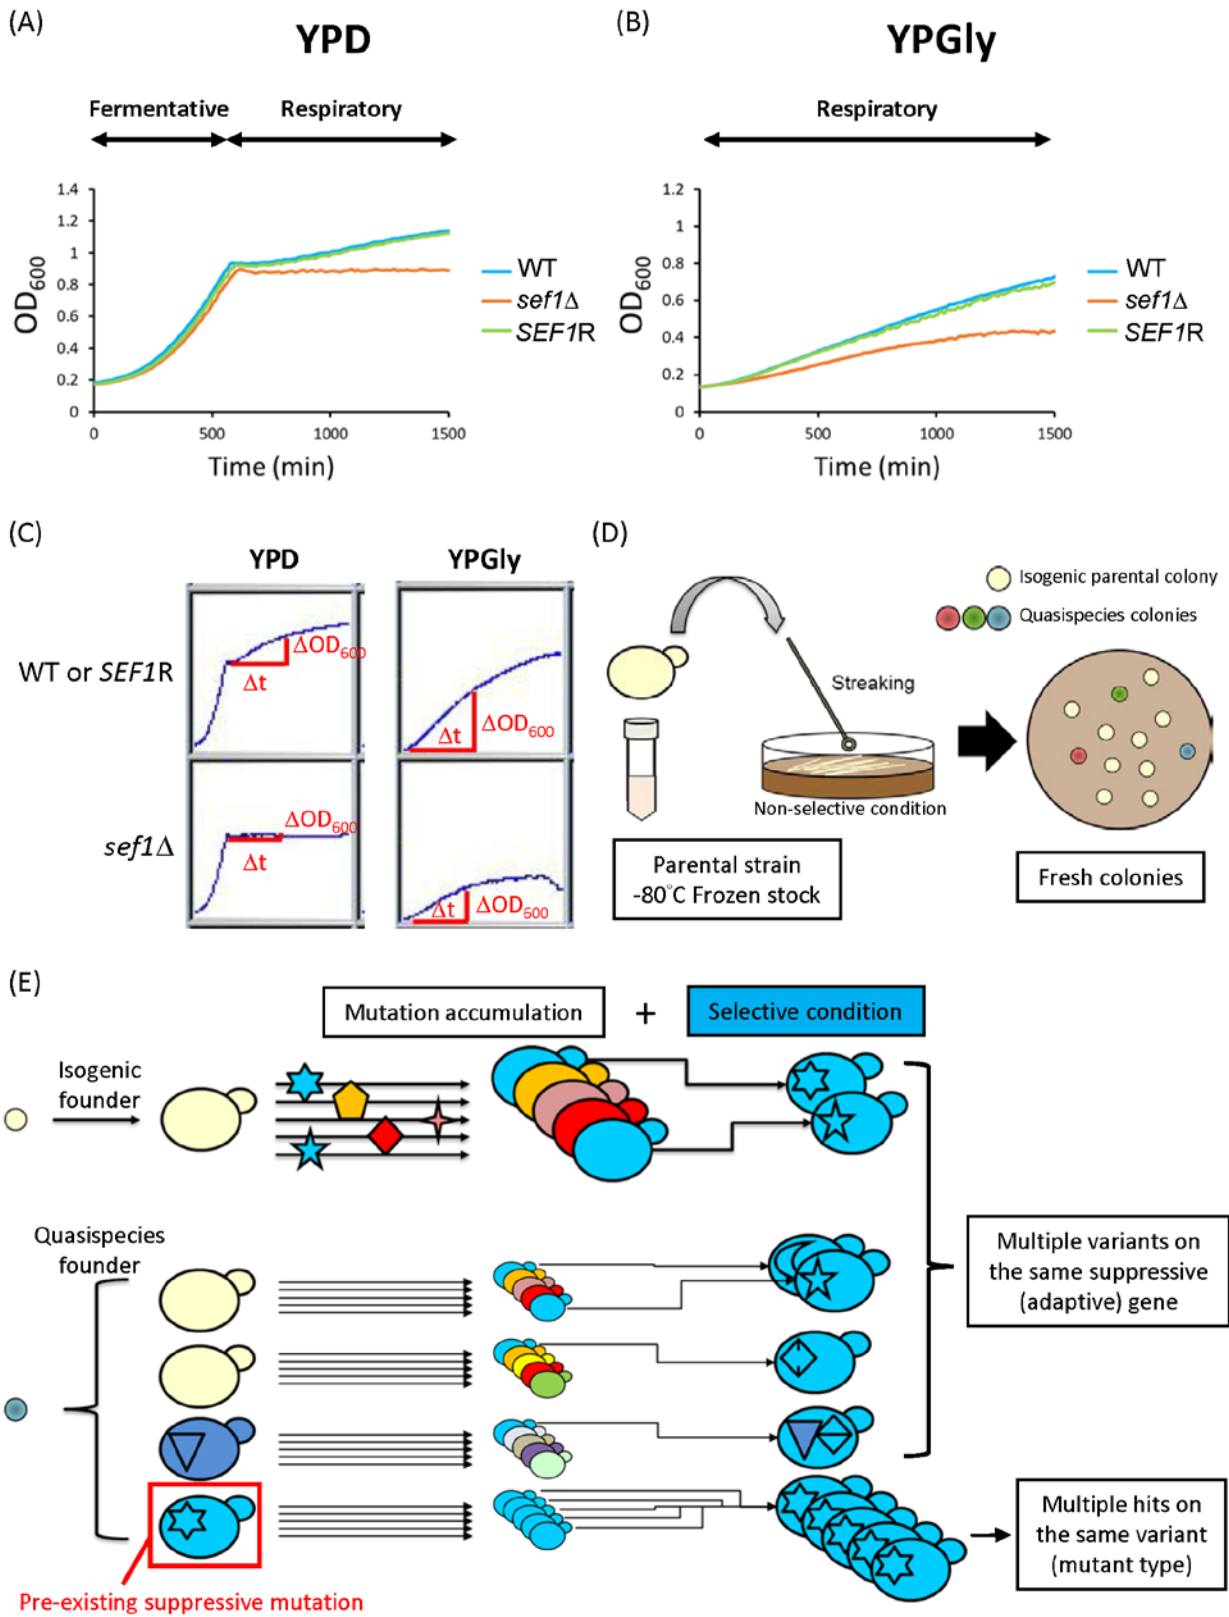 (A)
YPD
Fermentative
Respiratory
1.4
1.2
1
0.8
0.6
0.4
0.2
0
OD600
0
500
1000
1500
Time (min)
WT
sef1Δ
SEF1R
(B)
YPGly
Respiratory
1.2
1
0.8
0.6
0.4
0.2
0
OD600
0
500
1000
1500
Time (min)
WT
sef1Δ
SEF1R
(C)
YPD
YPGly
WT or SEF1R
ΔOD600
Δt
ΔOD600
Δt
sef1Δ
ΔOD600
Δt
ΔOD600
Δt
(D)
Isogenic parental colony
Quasispecies colonies
Streaking
Non-selective condition
Parental strain
-80°C Frozen stock
Fresh colonies
(E)
Mutation accumulation
+
Selective condition
Isogenic
founder
Quasispecies
founder
Multiple variants on
the same suppressive
(adaptive) gene
Multiple hits on
the same variant
(mutant type)
Pre-existing suppressive mutation